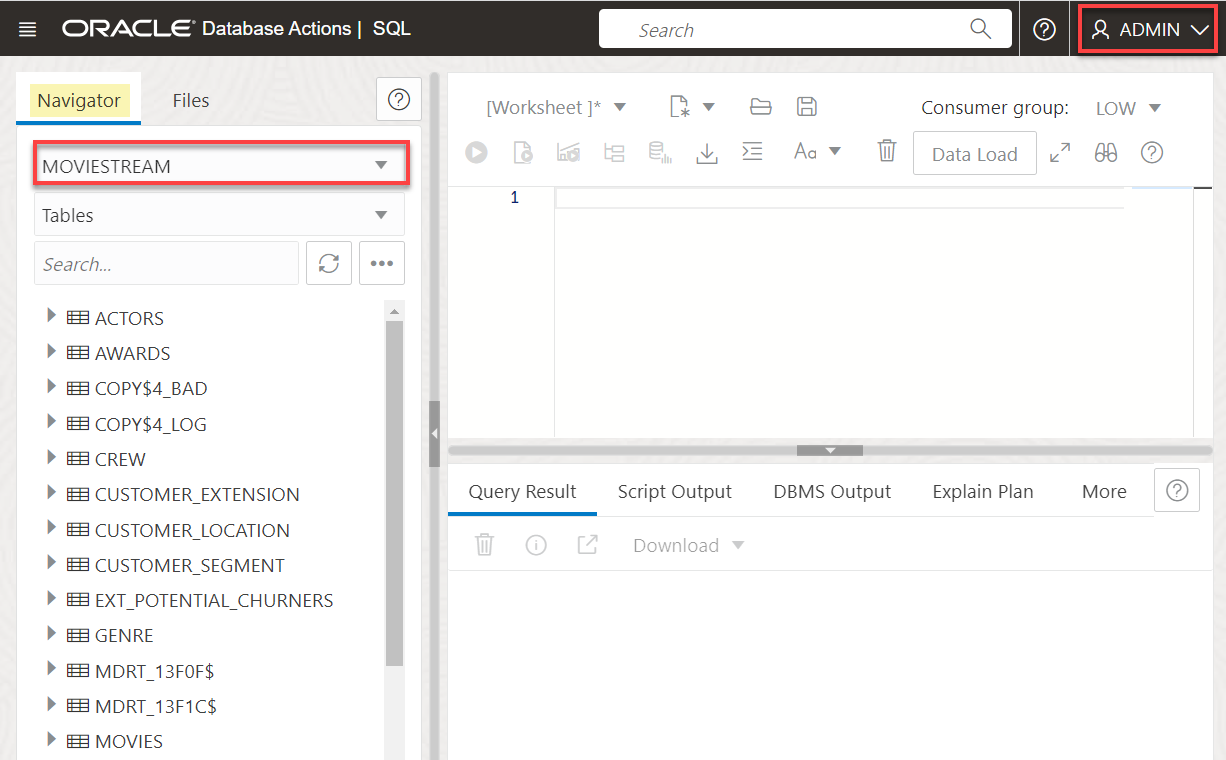 ORACLE Database Actions | SQL
Search
ADMIN
Navigator
Files
MOVIESTREAM
Tables
Search...
ACTORS
AWARDS
COPY$4_BAD
COPY$4_LOG
CREW
CUSTOMER_EXTENSION
CUSTOMER_LOCATION
CUSTOMER_SEGMENT
EXT_POTENTIAL_CHURNERS
GENRE
MDRT_13F0F$
MDRT_13F1C$
MOVIES
[Worksheet ]*
Consumer group: LOW
Aa
Data Load
1
Query Result
Script Output
DBMS Output
Explain Plan
More
Download